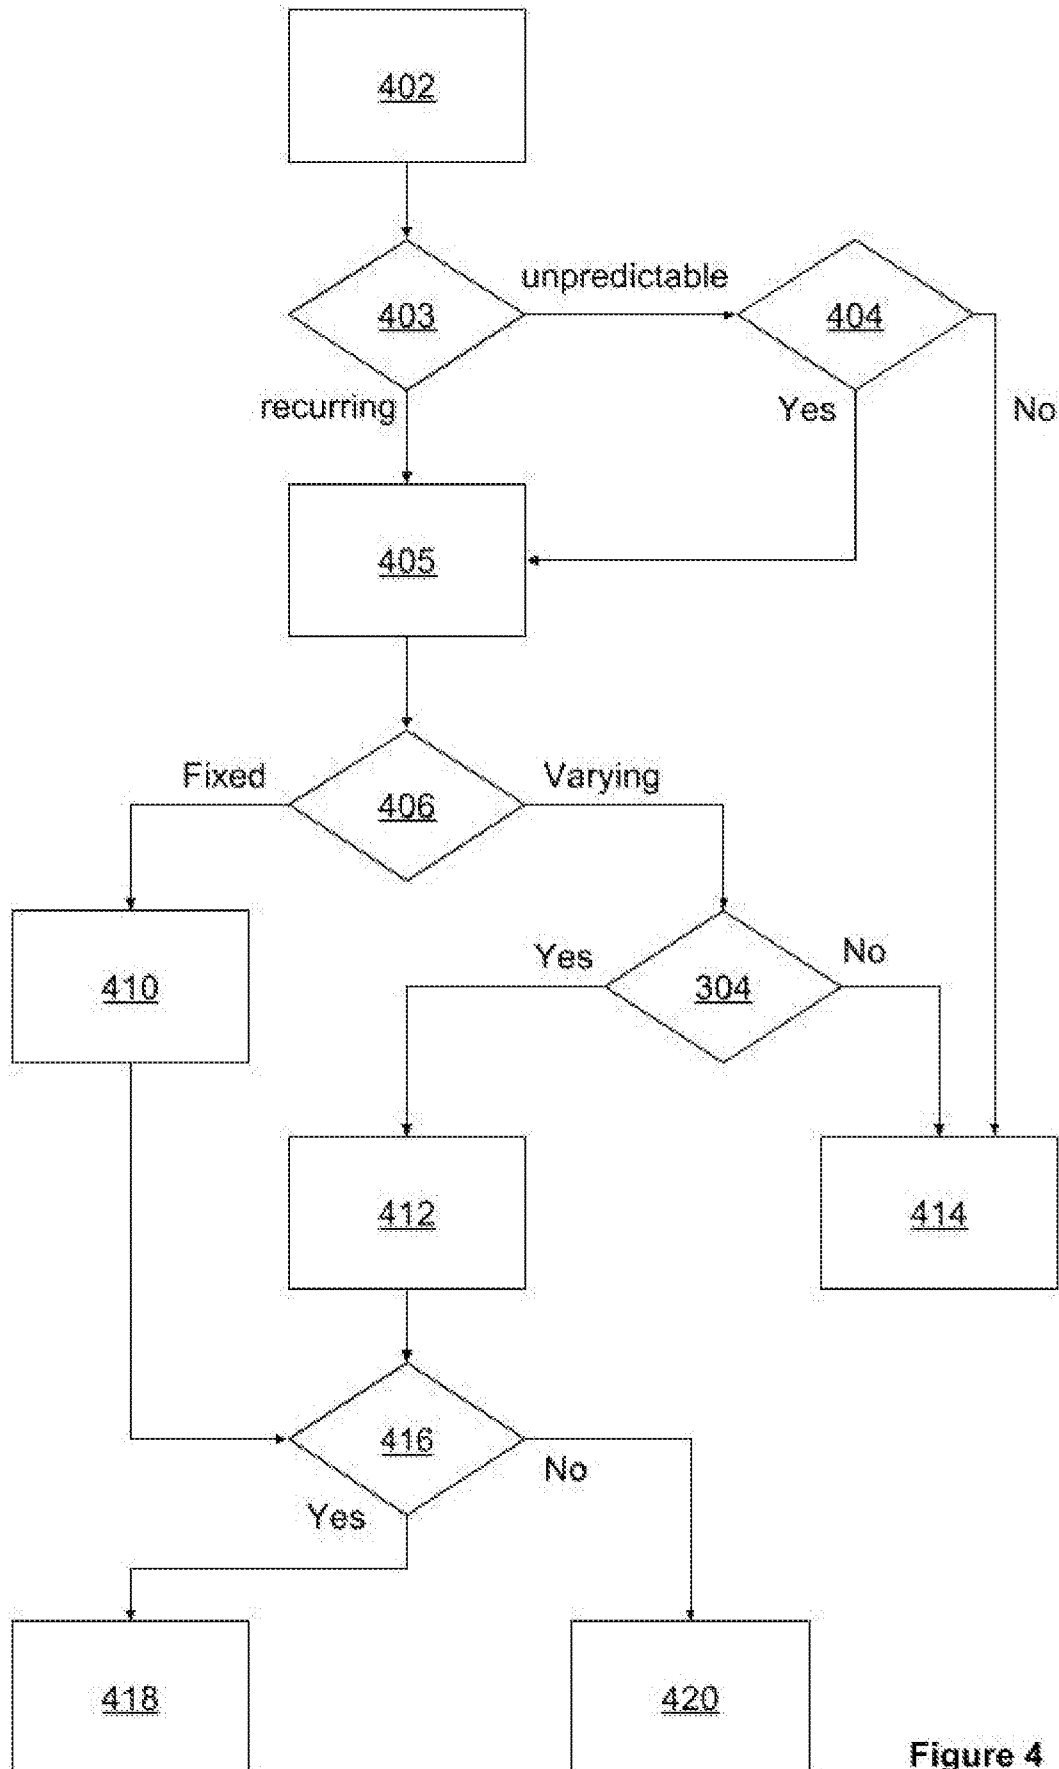 402
unpredictable
403
404
recurring
Yes
No
405
Fixed
Varying
406
Yes
No
410
304
412
414
416
No
Yes
418
420
Figure 4